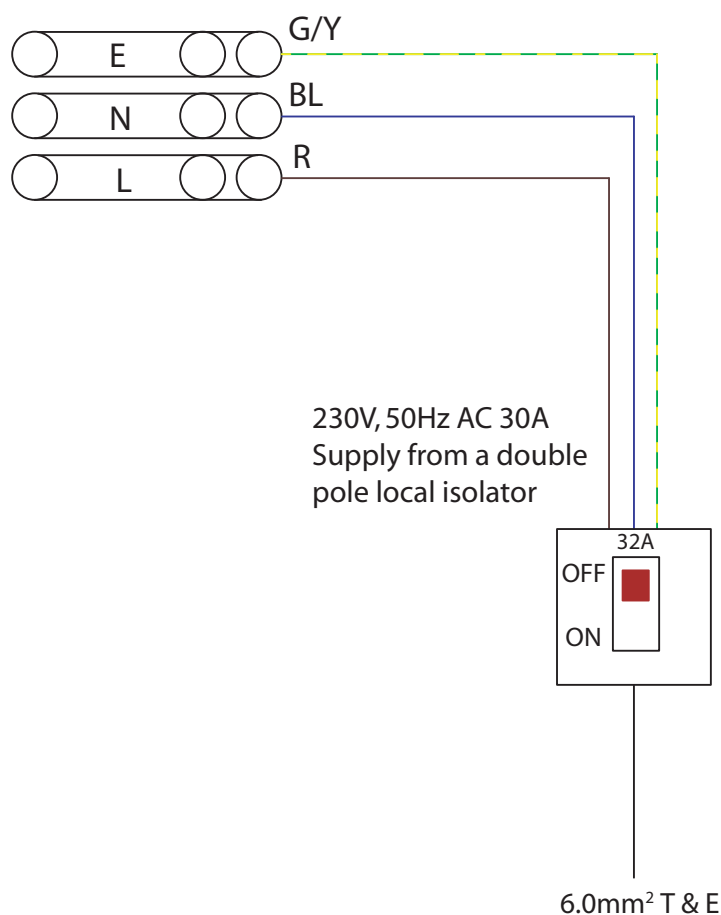 G/Y
E
BL
N
R
L
230V, 50Hz AC 30A
Supply from a double
pole local isolator
32A
OFF
ON
6.0mm² T & E